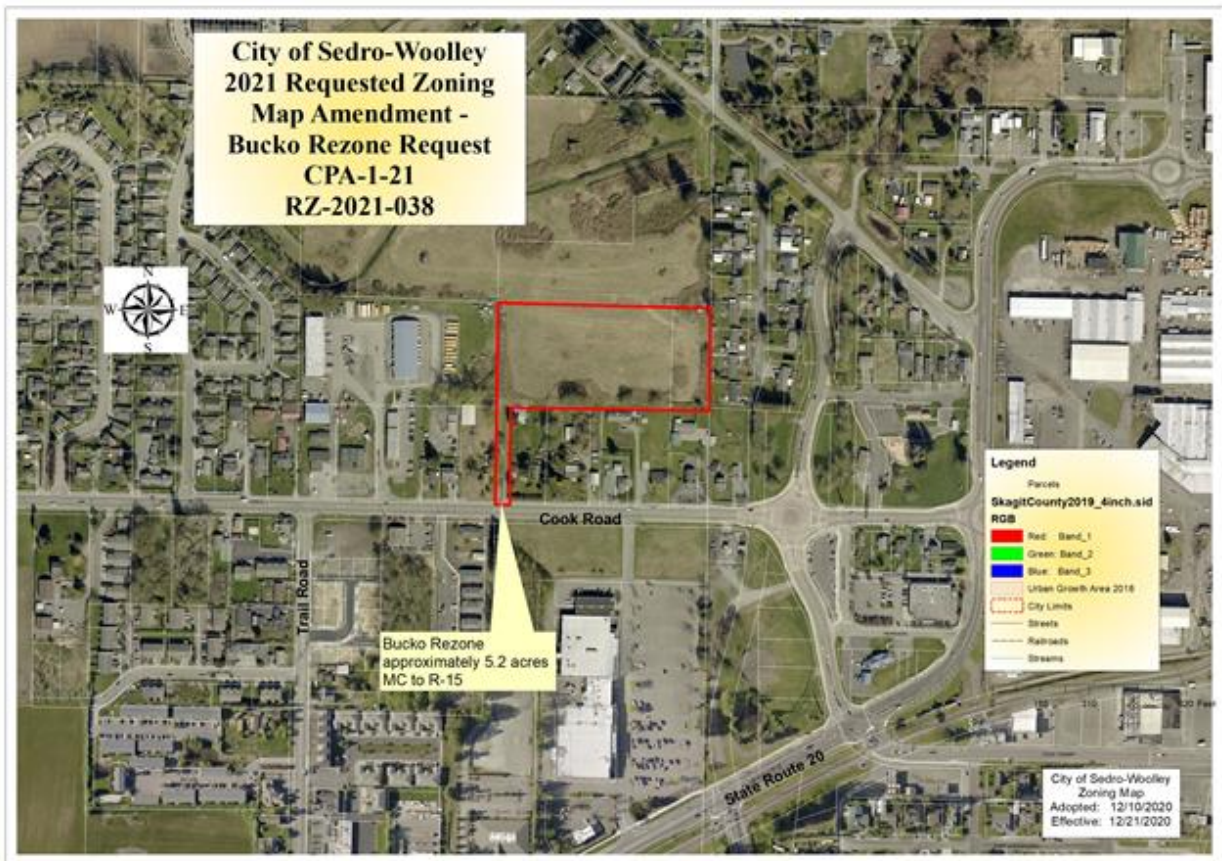 City of Sedro-Woolley
2021 Requested Zoning
Map Amendment -
Bucko Rezone Request
CPA-1-21
RZ-2021-038
N
W
E
S
Cook Road
Trail Road
Bucko Rezone
approximately 5.2 acres
MC to R-15
State Route 20
Legend
Parcels
SkagitCounty2019_4inch.sid
RGB
Red: Band_1
Green: Band_2
Blue: Band_3
Urban Growth Area 2016
City Limits
Streets
Railroads
Streams
City of Sedro-Woolley
Zoning Map
Adopted: 12/10/2020
Effective: 12/21/2020